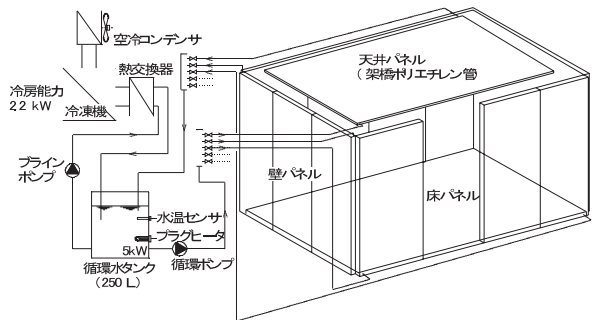 空冷コンデンサ
熱交換器
冷房能力
22 kW
冷凍機
ブライン
ポンプ
水温センサ
プラグヒータ
5kW
循環水タンク
(250 L)
循環ポンプ
天井パネル
(架橋ポリエチレン管)
壁パネル
床パネル